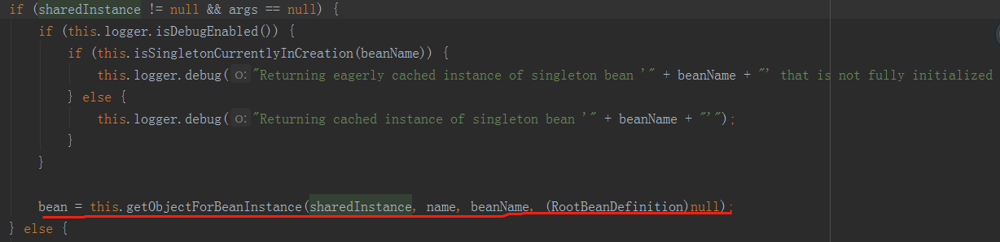 if (sharedInstance != null && args == null) {
if (this.logger.isDebugEnabled()) {
if (this.isSingletonCurrentlyInCreation(beanName)) {
this.logger.debug( o: "Returning eagerly cached instance of singleton bean '" + beanName + "' that is not fully initialized
} else {
this.logger.debug( o: "Returning cached instance of singleton bean '" + beanName + "'");
}
}
bean = this.getObjectForBeanInstance(sharedInstance, name, beanName, (RootBeanDefinition)null);
} else {